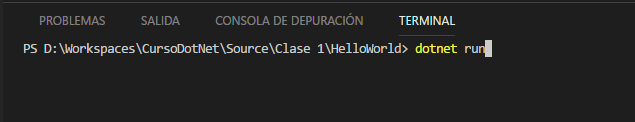 PROBLEMAS SALIDA CONSOLA DE DEPURACIÓN TERMINAL
PS D:\Workspaces\CursoDotNet\Source\Clase 1\HelloWorld> dotnet run